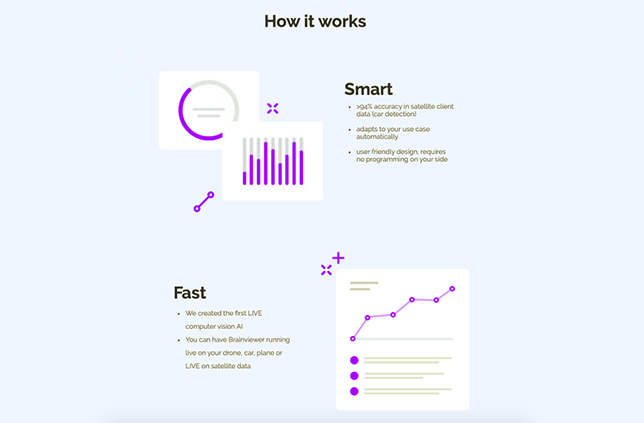 How it works
Smart
>94% accuracy in satellite client
data (car detection)
adapts to your use case
automatically
user friendly design, requires
no programming on your side
Fast
We created the first LIVE
computer vision AI
You can have Brainviewer running
live on your drone, car, plane or
LIVE on satellite data